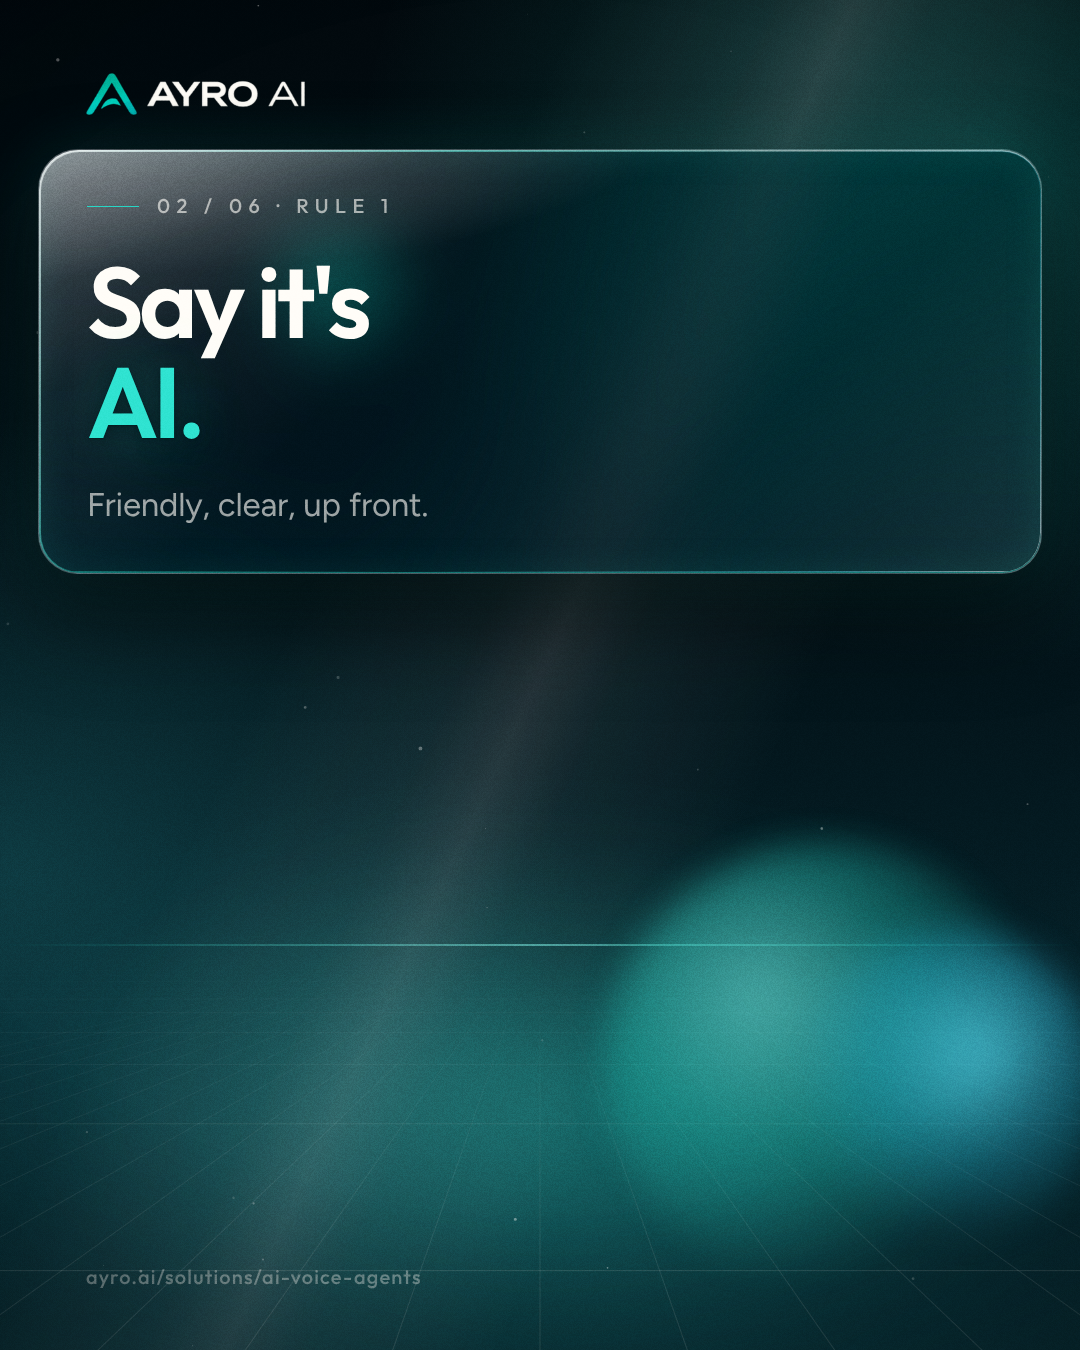 AYRO AI
02 / 06 · RULE 1
Say it's
AI.
Friendly, clear, up front.
ayro.ai/solutions/ai-voice-agents